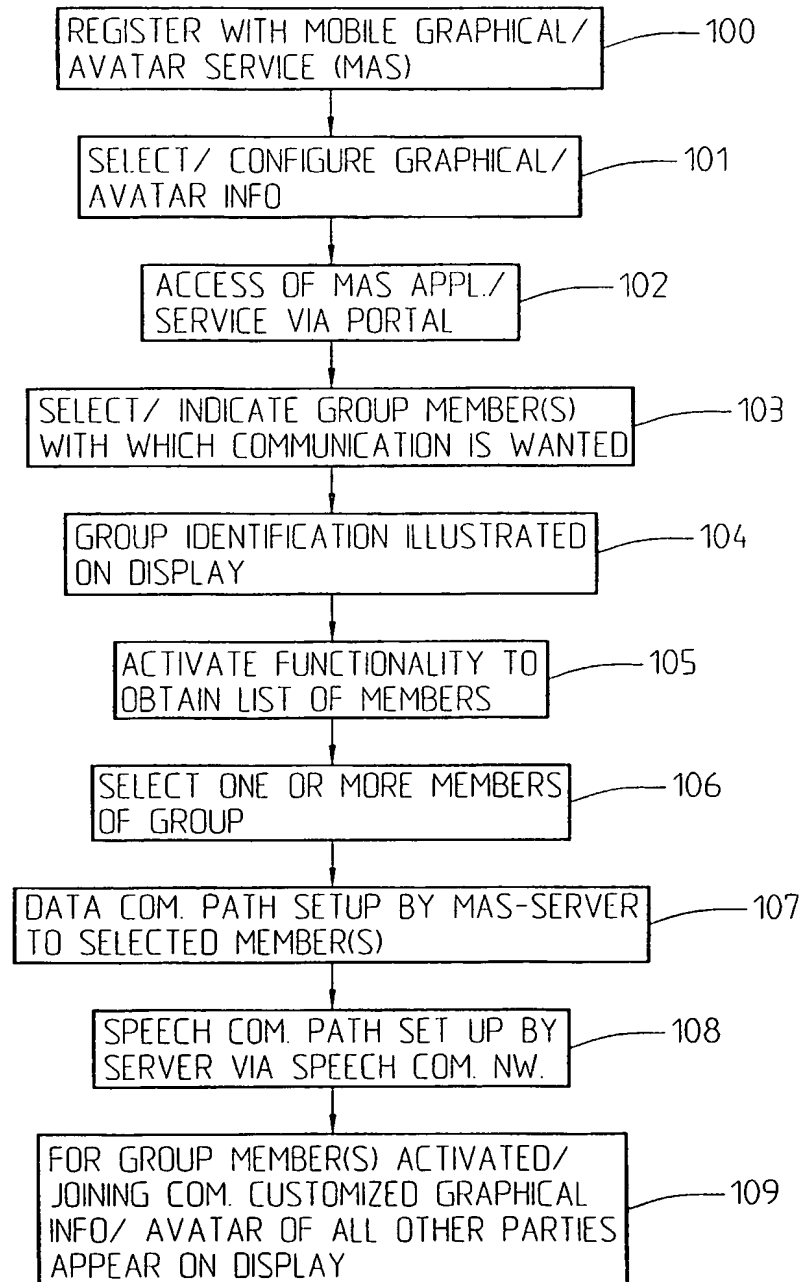 REGISTER WITH MOBILE GRAPHICAL/
AVATAR SERVICE (MAS)
100
SELECT/ CONFIGURE GRAPHICAL/
AVATAR INFO
101
ACCESS OF MAS APPL./
SERVICE VIA PORTAL
102
SELECT/ INDICATE GROUP MEMBER(S)
WITH WHICH COMMUNICATION IS WANTED
103
GROUP IDENTIFICATION ILLUSTRATED
ON DISPLAY
104
ACTIVATE FUNCTIONALITY TO
OBTAIN LIST OF MEMBERS
105
SELECT ONE OR MORE MEMBERS
OF GROUP
106
DATA COM. PATH SETUP BY MAS-SERVER
TO SELECTED MEMBER(S)
107
SPEECH COM. PATH SET UP BY
SERVER VIA SPEECH COM. NW.
108
FOR GROUP MEMBER(S) ACTIVATED/
JOINING COM. CUSTOMIZED GRAPHICAL
INFO/ AVATAR OF ALL OTHER PARTIES
APPEAR ON DISPLAY
109